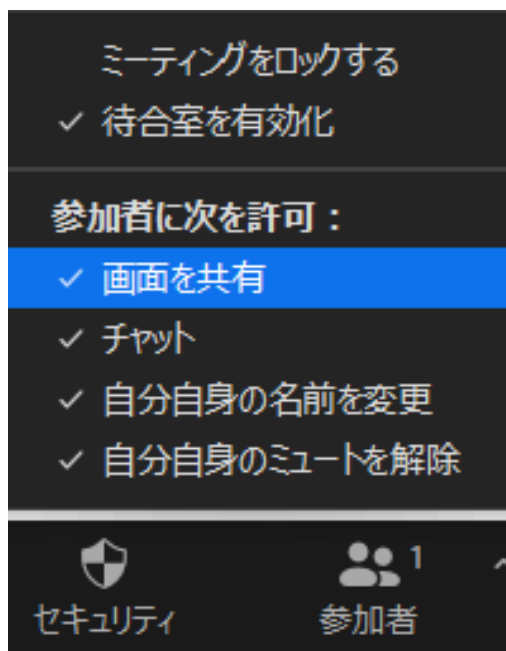 ミーティングをロックする
✓ 待合室を有効化
参加者に次を許可：
✓ 画面を共有
✓ チャット
✓ 自分自身の名前を変更
✓ 自分自身のミュートを解除
1
セキュリティ 参加者